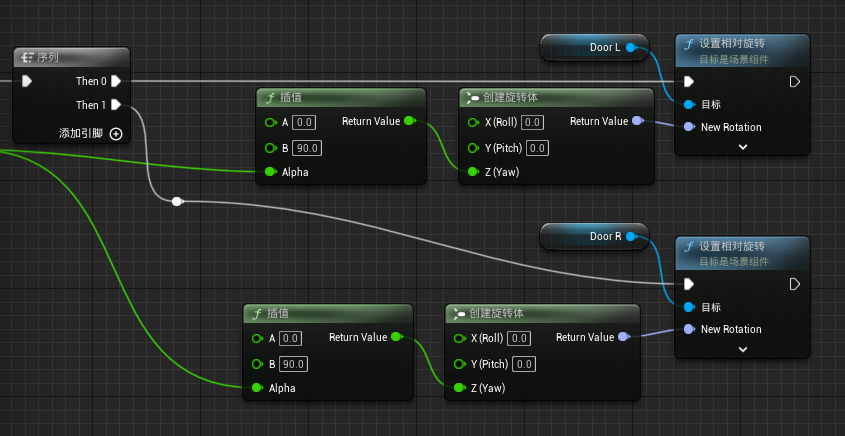 序列
Then 0
Then 1
添加引脚
插值
A 0.0
Return Value
B 90.0
Alpha
创建旋转体
X (Roll) 0.0
Return Value
Y (Pitch) 0.0
Z (Yaw)
Door L
设置相对旋转
目标是场景组件
目标
New Rotation
插值
A 0.0
Return Value
B 90.0
Alpha
创建旋转体
X (Roll) 0.0
Return Value
Y (Pitch) 0.0
Z (Yaw)
Door R
设置相对旋转
目标是场景组件
目标
New Rotation